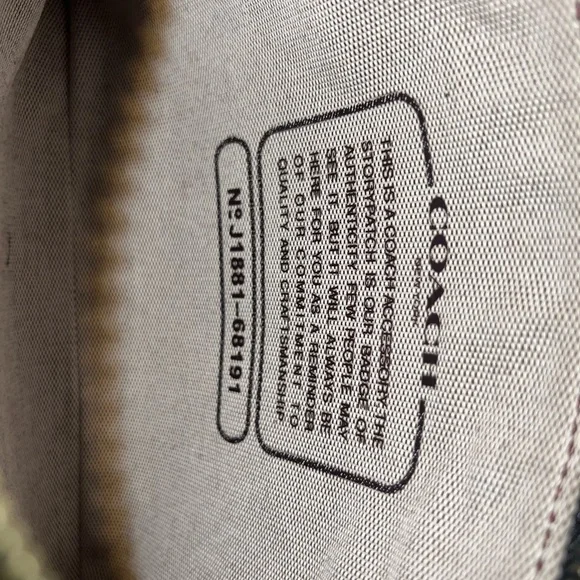 COACH
NEW YORK
THIS IS A COACH ACCESSORY. THE
STORYPATCH IS OUR BADGE OF
AUTHENTICITY. FEW PEOPLE MAY
SEE IT, BUT IT WILL ALWAYS BE
HERE FOR YOU AS A REMINDER
OF OUR COMMITMENT TO
QUALITY AND CRAFTSMANSHIP.
Nº J1881-68191